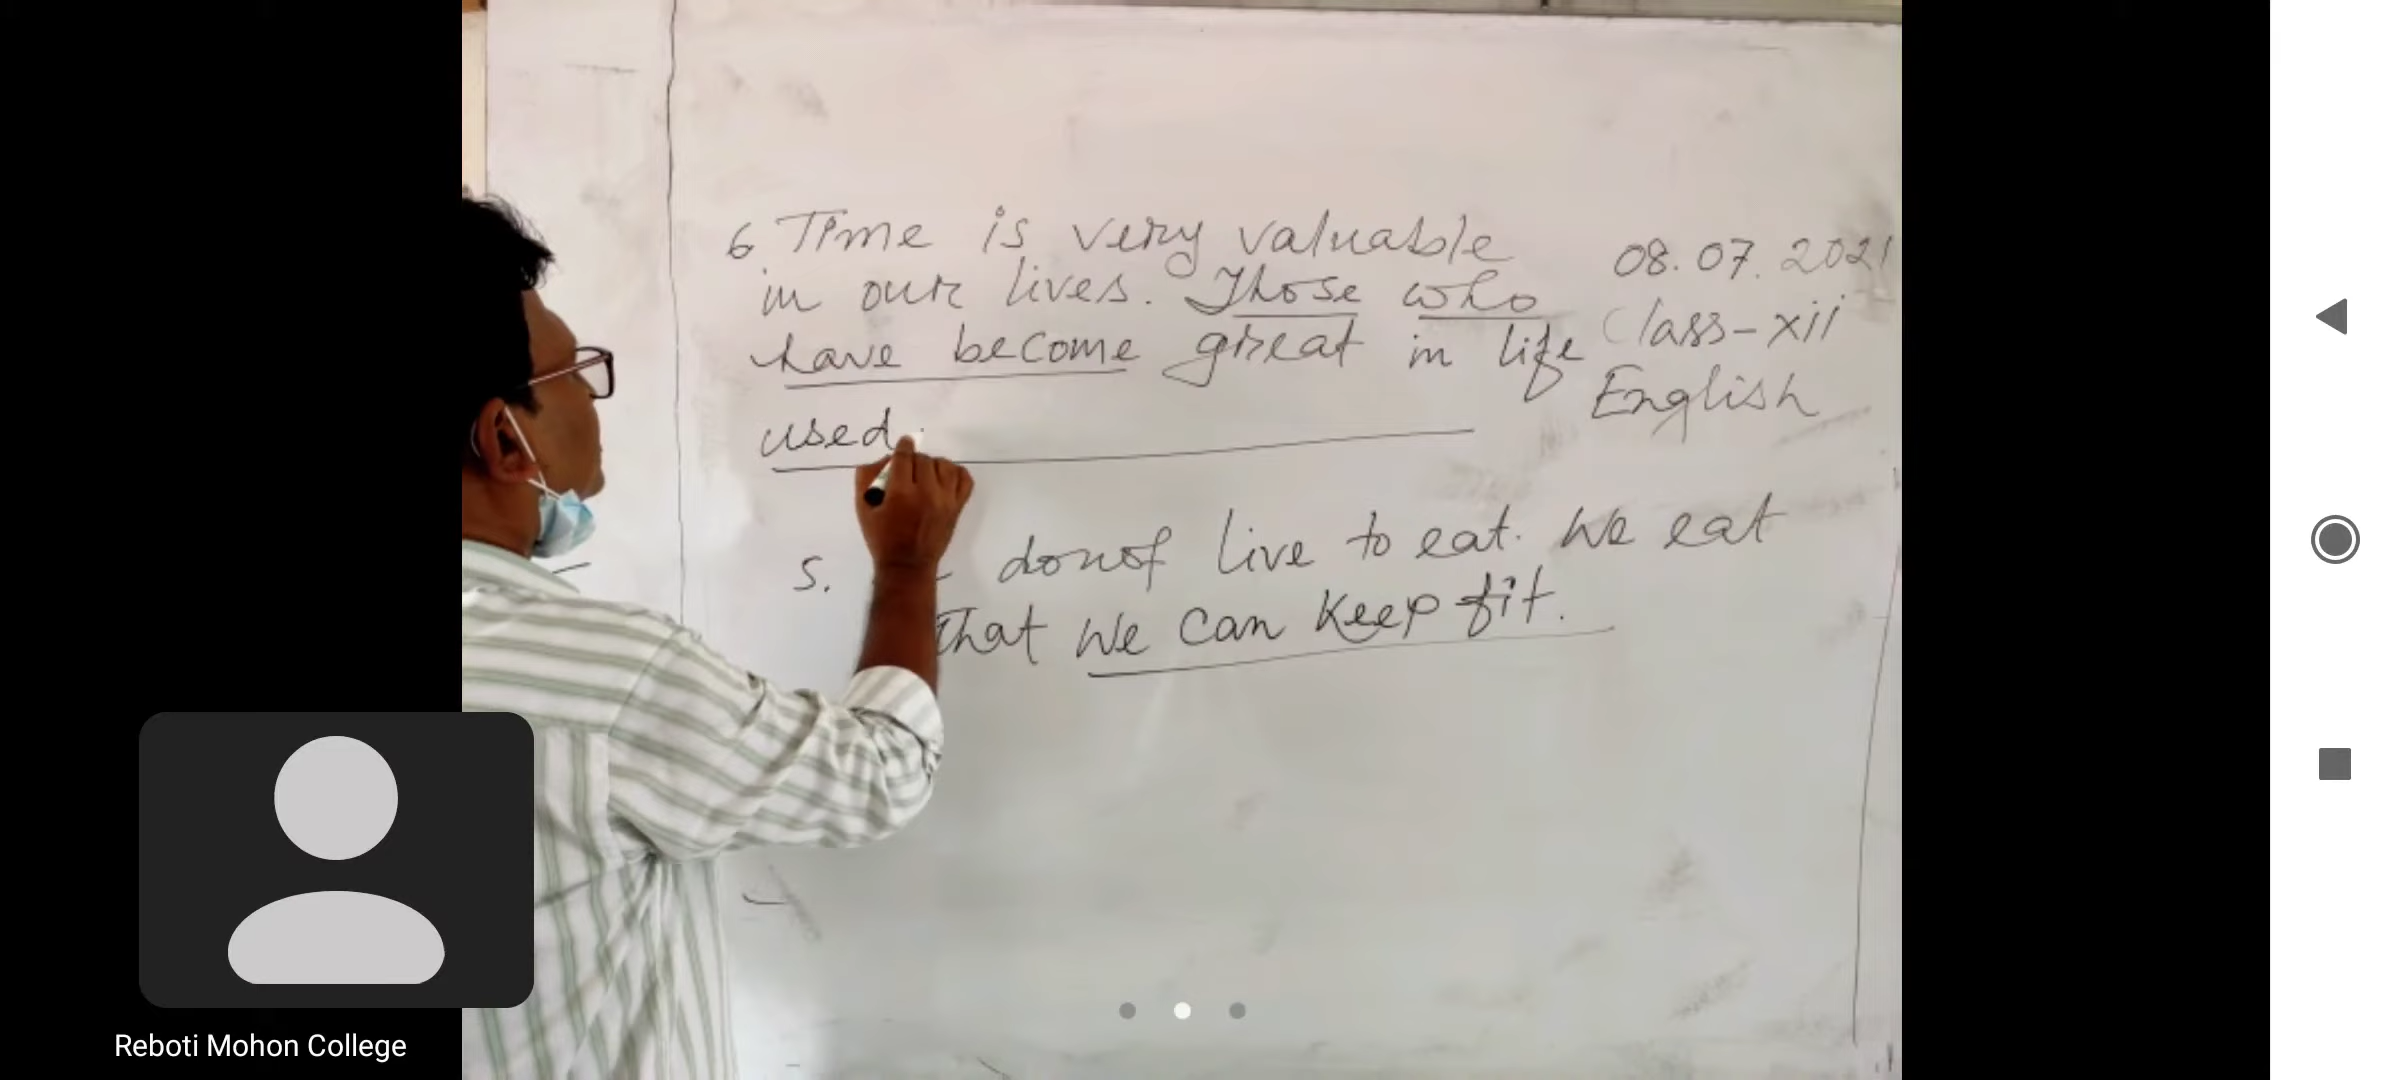 6. Time is very valuable
in our lives. Those who
have become great in life
used
08.07.2021
Class-xii
English
5. donot live to eat. We eat
that we can keep fit.
Reboti Mohon College